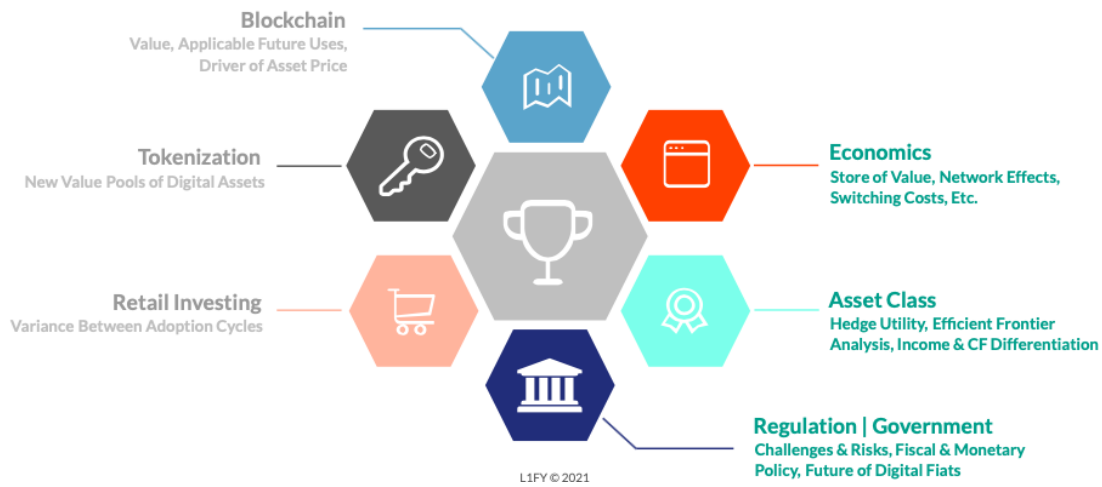 Blockchain
Value, Applicable Future Uses,
Driver of Asset Price
Tokenization
New Value Pools of Digital Assets
Retail Investing
Variance Between Adoption Cycles
Economics
Store of Value, Network Effects,
Switching Costs, Etc.
Asset Class
Hedge Utility, Efficient Frontier
Analysis, Income & CF Differentiation
Regulation | Government
Challenges & Risks, Fiscal & Monetary
Policy, Future of Digital Fiats
L1FY © 2021